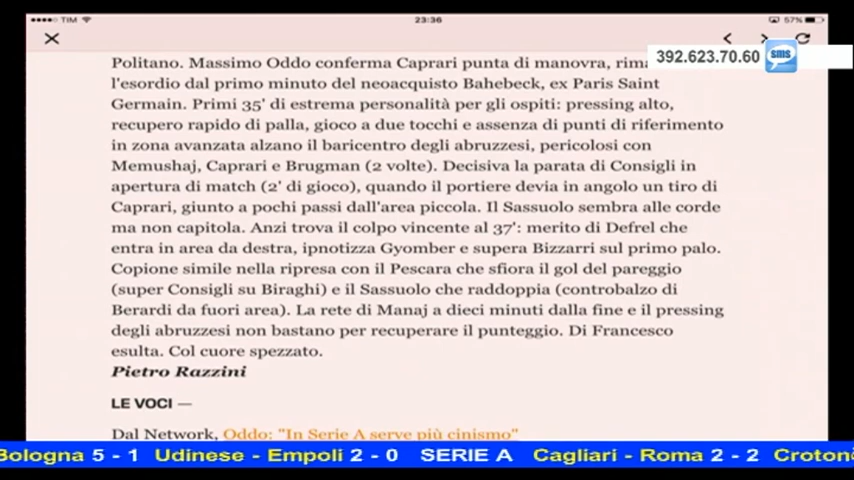 TIM
23:36
57%
392.623.70.60
sms
Politano. Massimo Oddo conferma Caprari punta di manovra,
l'esordio dal primo minuto del neoacquisto Bahebeck, ex Paris Saint
Germain. Primi 35' di estrema personalità per gli ospiti: pressing alto,
recupero rapido di palla, gioco a due tocchi e assenza di punti di riferimento
in zona avanzata alzano il baricentro degli abruzzesi, pericolosi con
Memushaj, Caprari e Brugman (2 volte). Decisiva la parata di Consigli in
apertura di match (2' di gioco), quando il portiere devia in angolo un tiro di
Caprari, giunto a pochi passi dall'area piccola. Il Sassuolo sembra alle corde
ma non capitola. Anzi trova il colpo vincente al 37': merito di Defrel che
entra in area da destra, ipnotizza Gyomber e supera Bizzarri sul primo palo.
Copione simile nella ripresa con il Pescara che sfiora il gol del pareggio
(super Consigli su Biraghi) e il Sassuolo che raddoppia (controbalzo di
Berardi da fuori area). La rete di Manaj a dieci minuti dalla fine e il pressing
degli abruzzesi non bastano per recuperare il punteggio. Di Francesco
esulta. Col cuore spezzato.
Pietro Razzini
LE VOCI —
Dal Network, Oddo: "In Serie A serve più cinismo"
Bologna 5 - 1 Udinese - Empoli 2 - 0 SERIE A Cagliari - Roma 2 - 2 Crotone